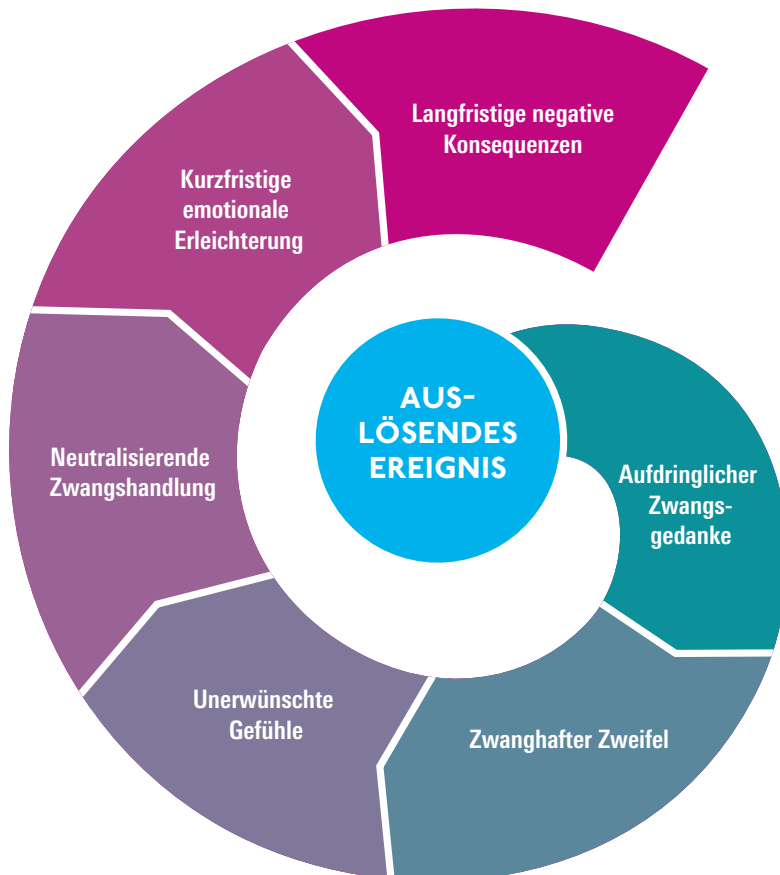 Langfristige negative
Konsequenzen
Kurzfristige
emotionale
Erleichterung
AUS-
LÖSENDES
EREIGNIS
Neutralisierende
Zwangshandlung
Aufdringlicher
Zwangs-
gedanke
Unerwünschte
Gefühle
Zwanghafter Zweifel